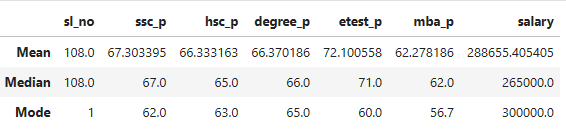 sl_no ssc_p hsc_p degree_p etest_p mba_p salary
Mean 108.0 67.303395 66.333163 66.370186 72.100558 62.278186 288655.405405
Median 108.0 67.0 65.0 66.0 71.0 62.0 265000.0
Mode 1 62.0 63.0 65.0 60.0 56.7 300000.0